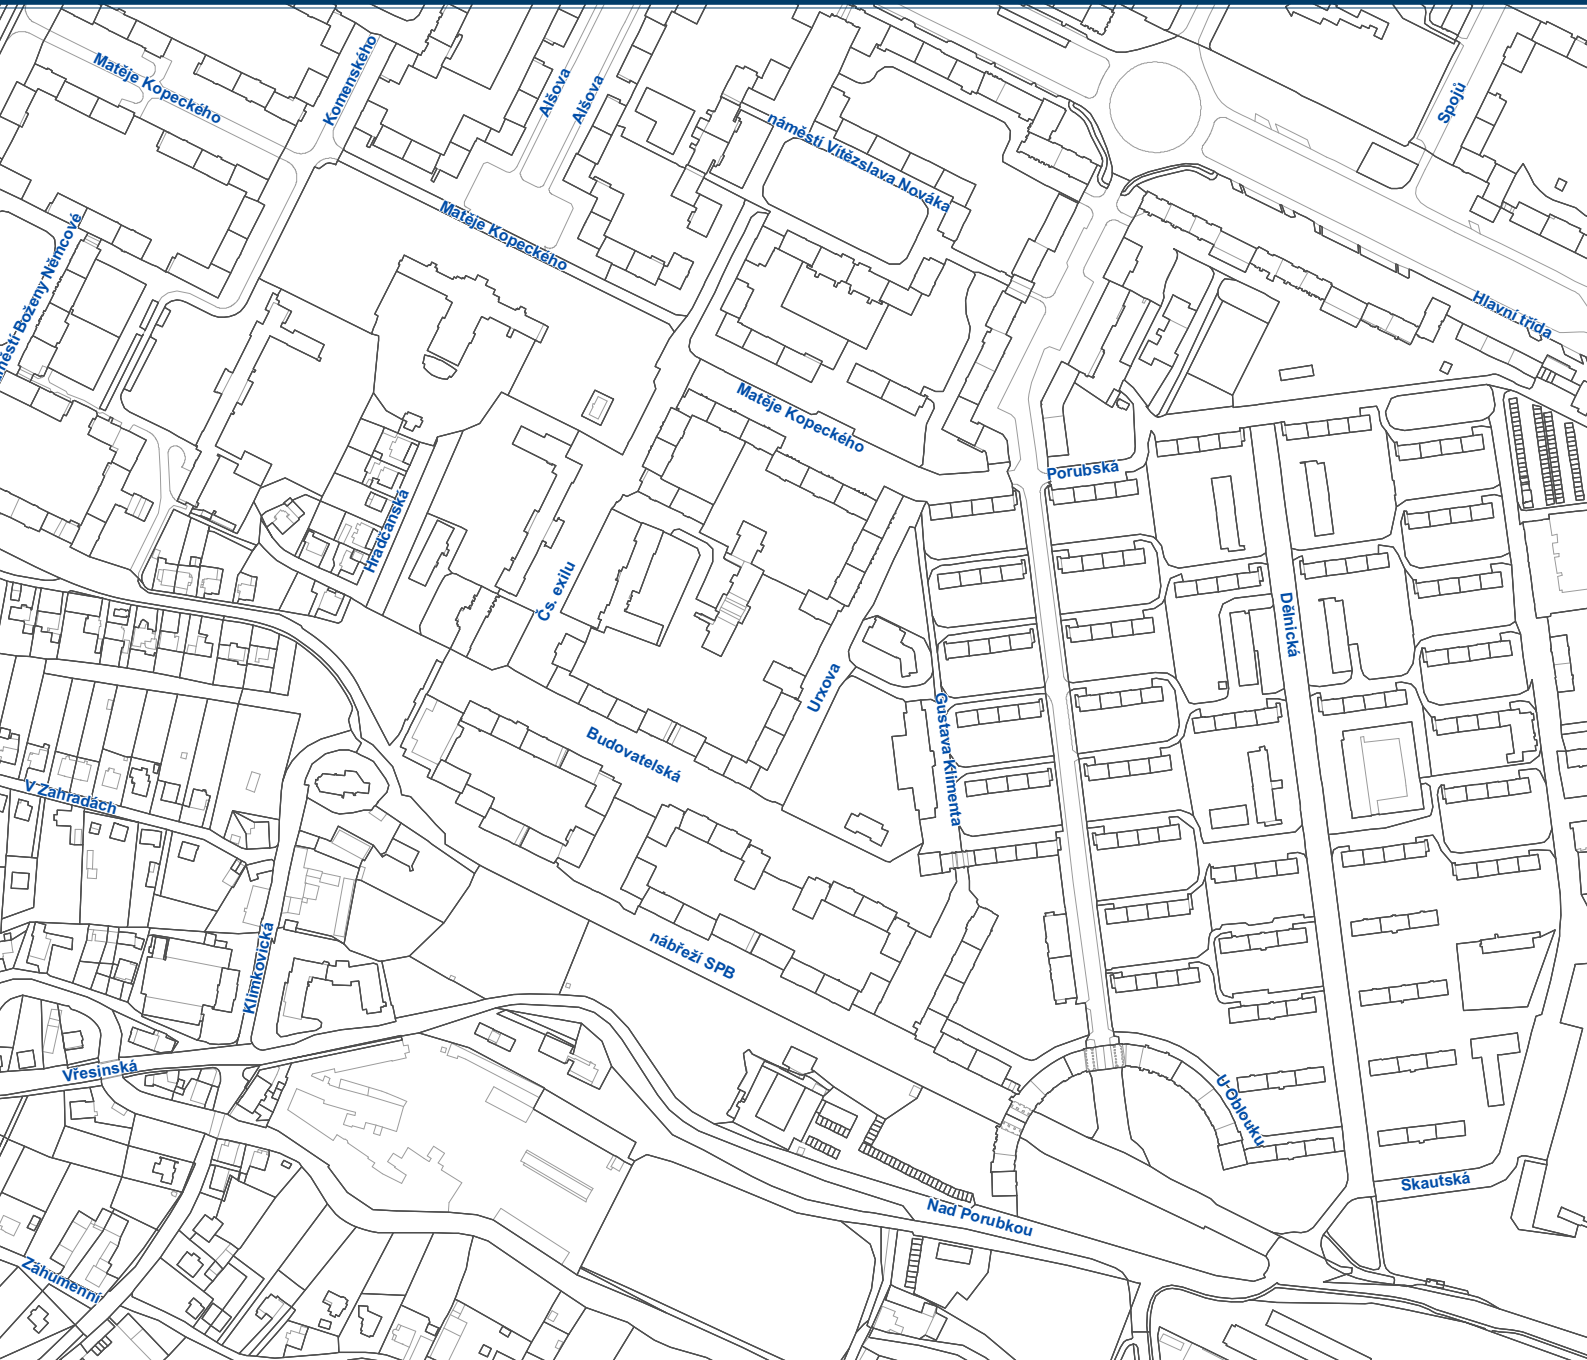 Matěje Kopeckého
Komenského
Alšova
Alšova
náměstí Vítězslava Nováka
Spojů
Matěje Kopeckého
městí Boženy Němcové
Hlavní třída
Matěje Kopeckého
Porubská
Hradčanská
Čs. exilu
Dělnická
Urxova
Gustava Klimenta
Budovatelská
V Zahradách
nábřeží SPB
Klimkovická
Vřesinská
U Oblouku
Skautská
Nad Porubkou
Záhumenní